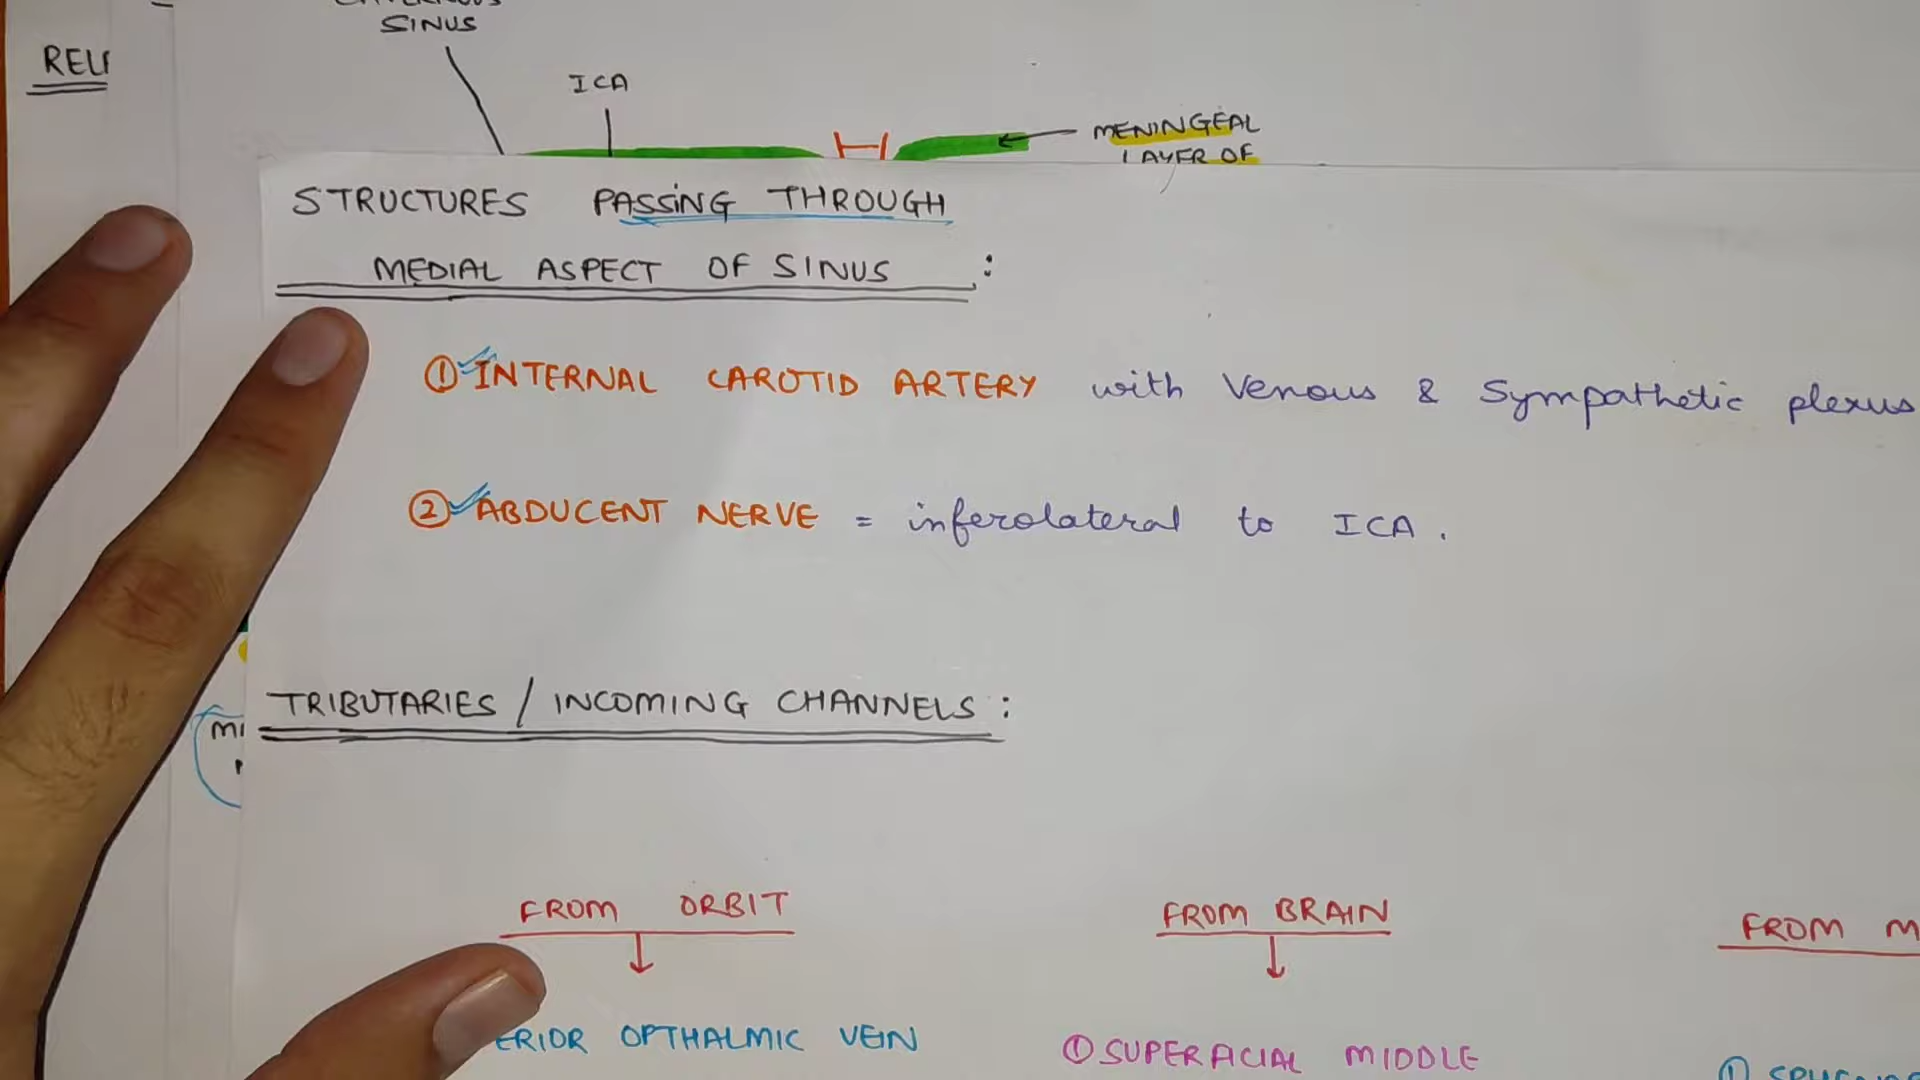 SINUS
ICA
MENINGEAL
LAYER OF
STRUCTURES PASSING THROUGH
MEDIAL ASPECT OF SINUS :
① INTERNAL CAROTID ARTERY with Venous & Sympathetic plexus
② ABDUCENT NERVE = inferolateral to ICA .
TRIBUTARIES / INCOMING CHANNELS :
FROM ORBIT
FROM BRAIN
FROM M
ERIOR OPTHALMIC VEIN
① SUPERFICIAL MIDDLE